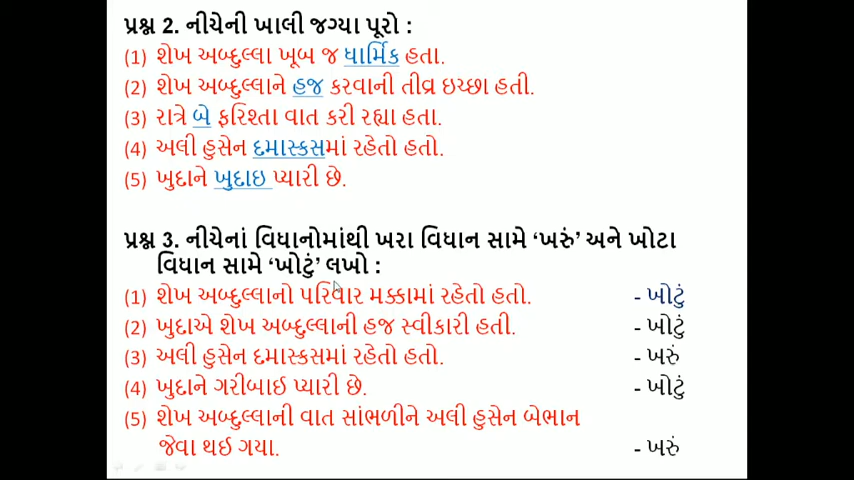 પ્રશ્ન 2. નીચેની ખાલી જગ્યા પૂરો :
(1) શેખ અબ્દુલ્લા ખૂબ જ ધાર્મિક હતા.
(2) શેખ અબ્દુલ્લાને હજ કરવાની તીવ્ર ઇચ્છા હતી.
(3) રાત્રે બે ફરિશ્તા વાત કરી રહ્યા હતા.
(4) અલી હુસેન દમાસ્કસમાં રહેતો હતો.
(5) ખુદાને ખુદાઇ પ્યારી છે.
પ્રશ્ન 3. નીચેનાં વિધાનોમાંથી ખરા વિધાન સામે ‘ખરું’ અને ખોટા
વિધાન સામે ‘ખોટું’ લખો :
(1) શેખ અબ્દુલ્લાનો પરિવાર મક્કામાં રહેતો હતો. - ખોટું
(2) ખુદાએ શેખ અબ્દુલ્લાની હજ સ્વીકારી હતી. - ખોટું
(3) અલી હુસેન દમાસ્કસમાં રહેતો હતો. - ખરું
(4) ખુદાને ગરીબાઈ પ્યારી છે. - ખોટું
(5) શેખ અબ્દુલ્લાની વાત સાંભળીને અલી હુસેન બેભાન
જેવા થઈ ગયા. - ખરું